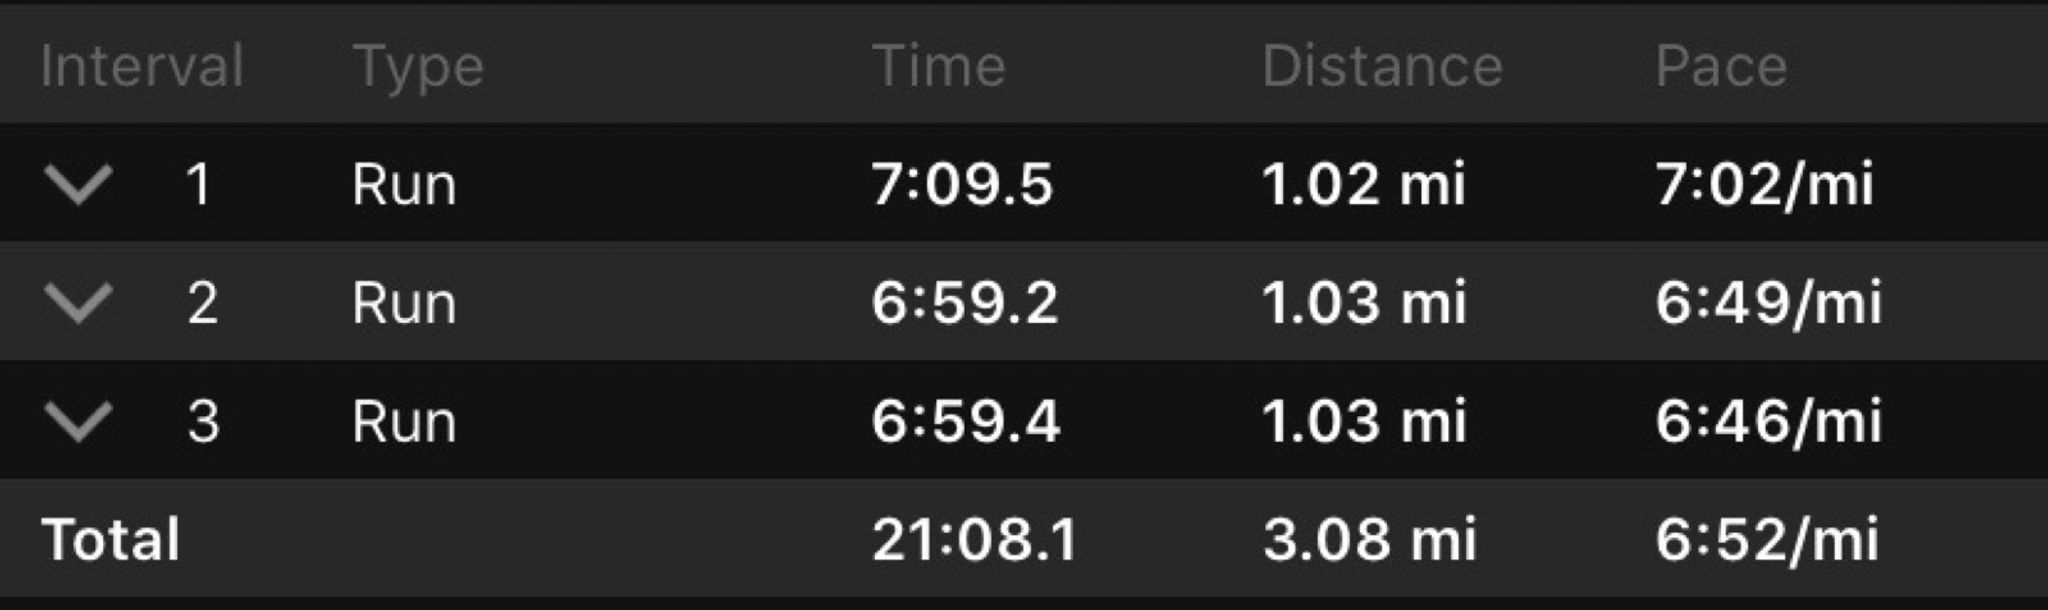 Interval Type Time Distance Pace
1 Run 7:09.5 1.02 mi 7:02/mi
2 Run 6:59.2 1.03 mi 6:49/mi
3 Run 6:59.4 1.03 mi 6:46/mi
Total 21:08.1 3.08 mi 6:52/mi